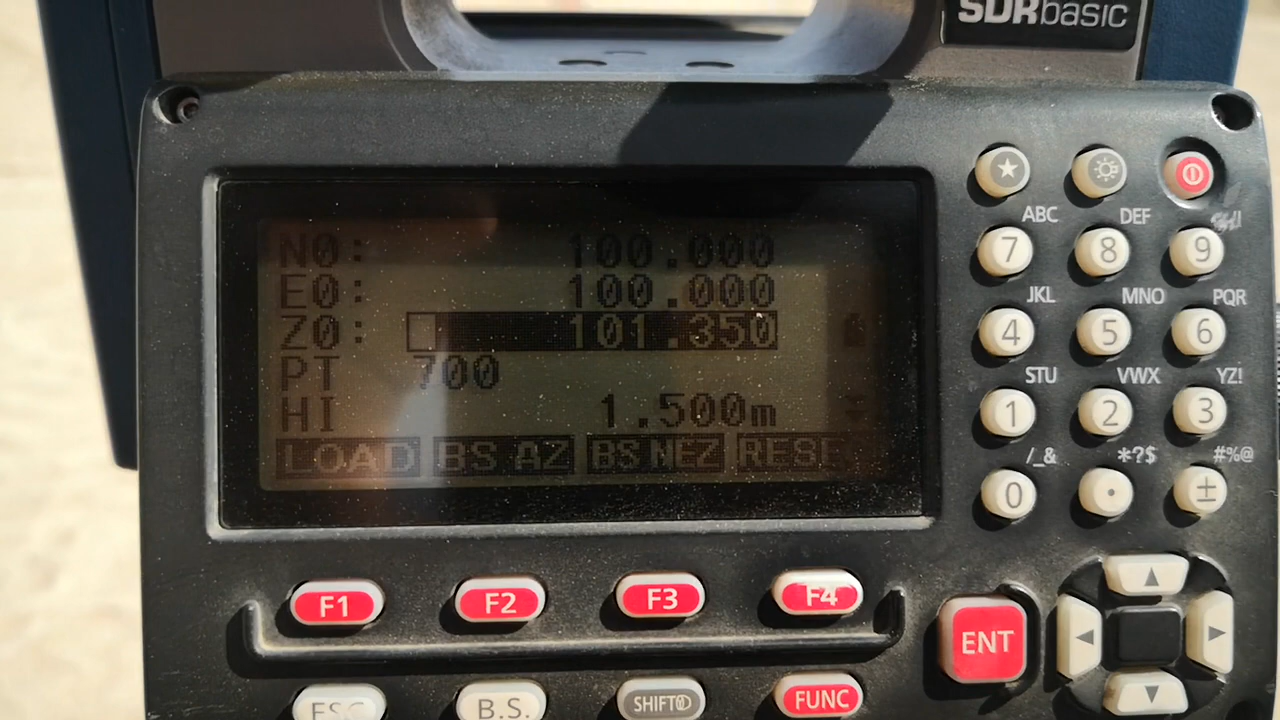 SDRbasic
N0: 100.000
E0: 100.000
Z0: 101.350
PT 700
HI 1.500m
LOAD BS AZ BS NEZ RESE
ABC DEF
7 8 9
JKL MNO PQR
4 5 6
STU VWX YZ!
1 2 3
/_& *?$ #%@
0 . ±
F1 F2 F3 F4
ENT
ESC B.S. SHIFT FUNC